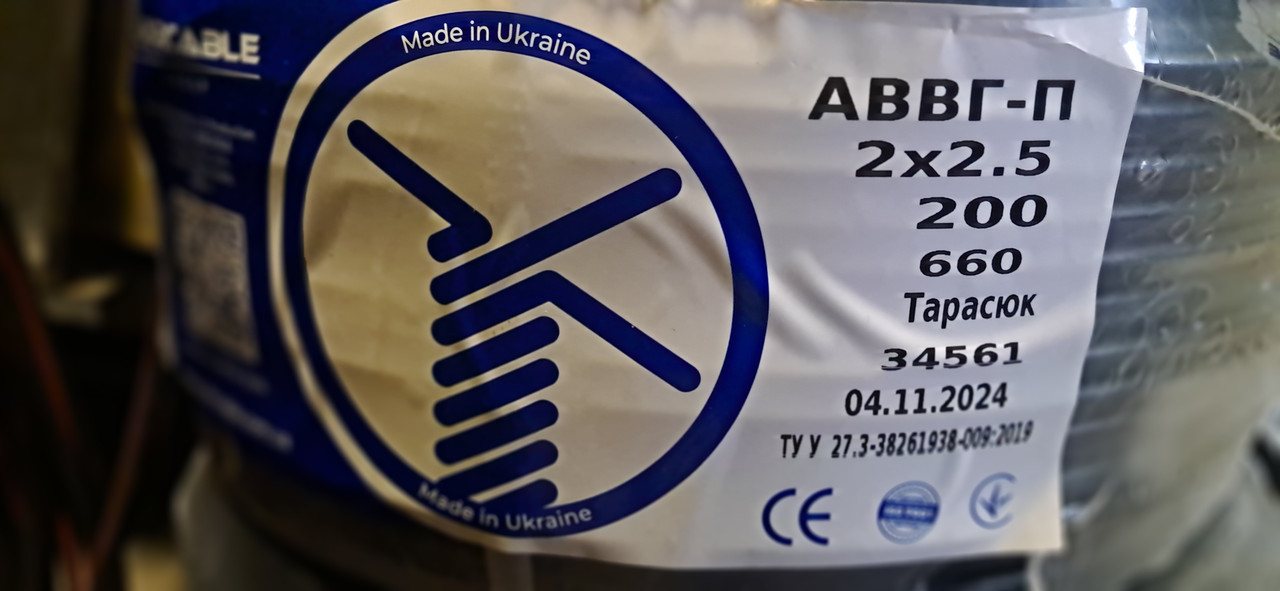 Made in Ukraine
АВВГ-П
2х2.5
200
660
Тарасюк
34561
04.11.2024
ТУ У 27.3-38261938-009:2019
CE
Made in Ukraine